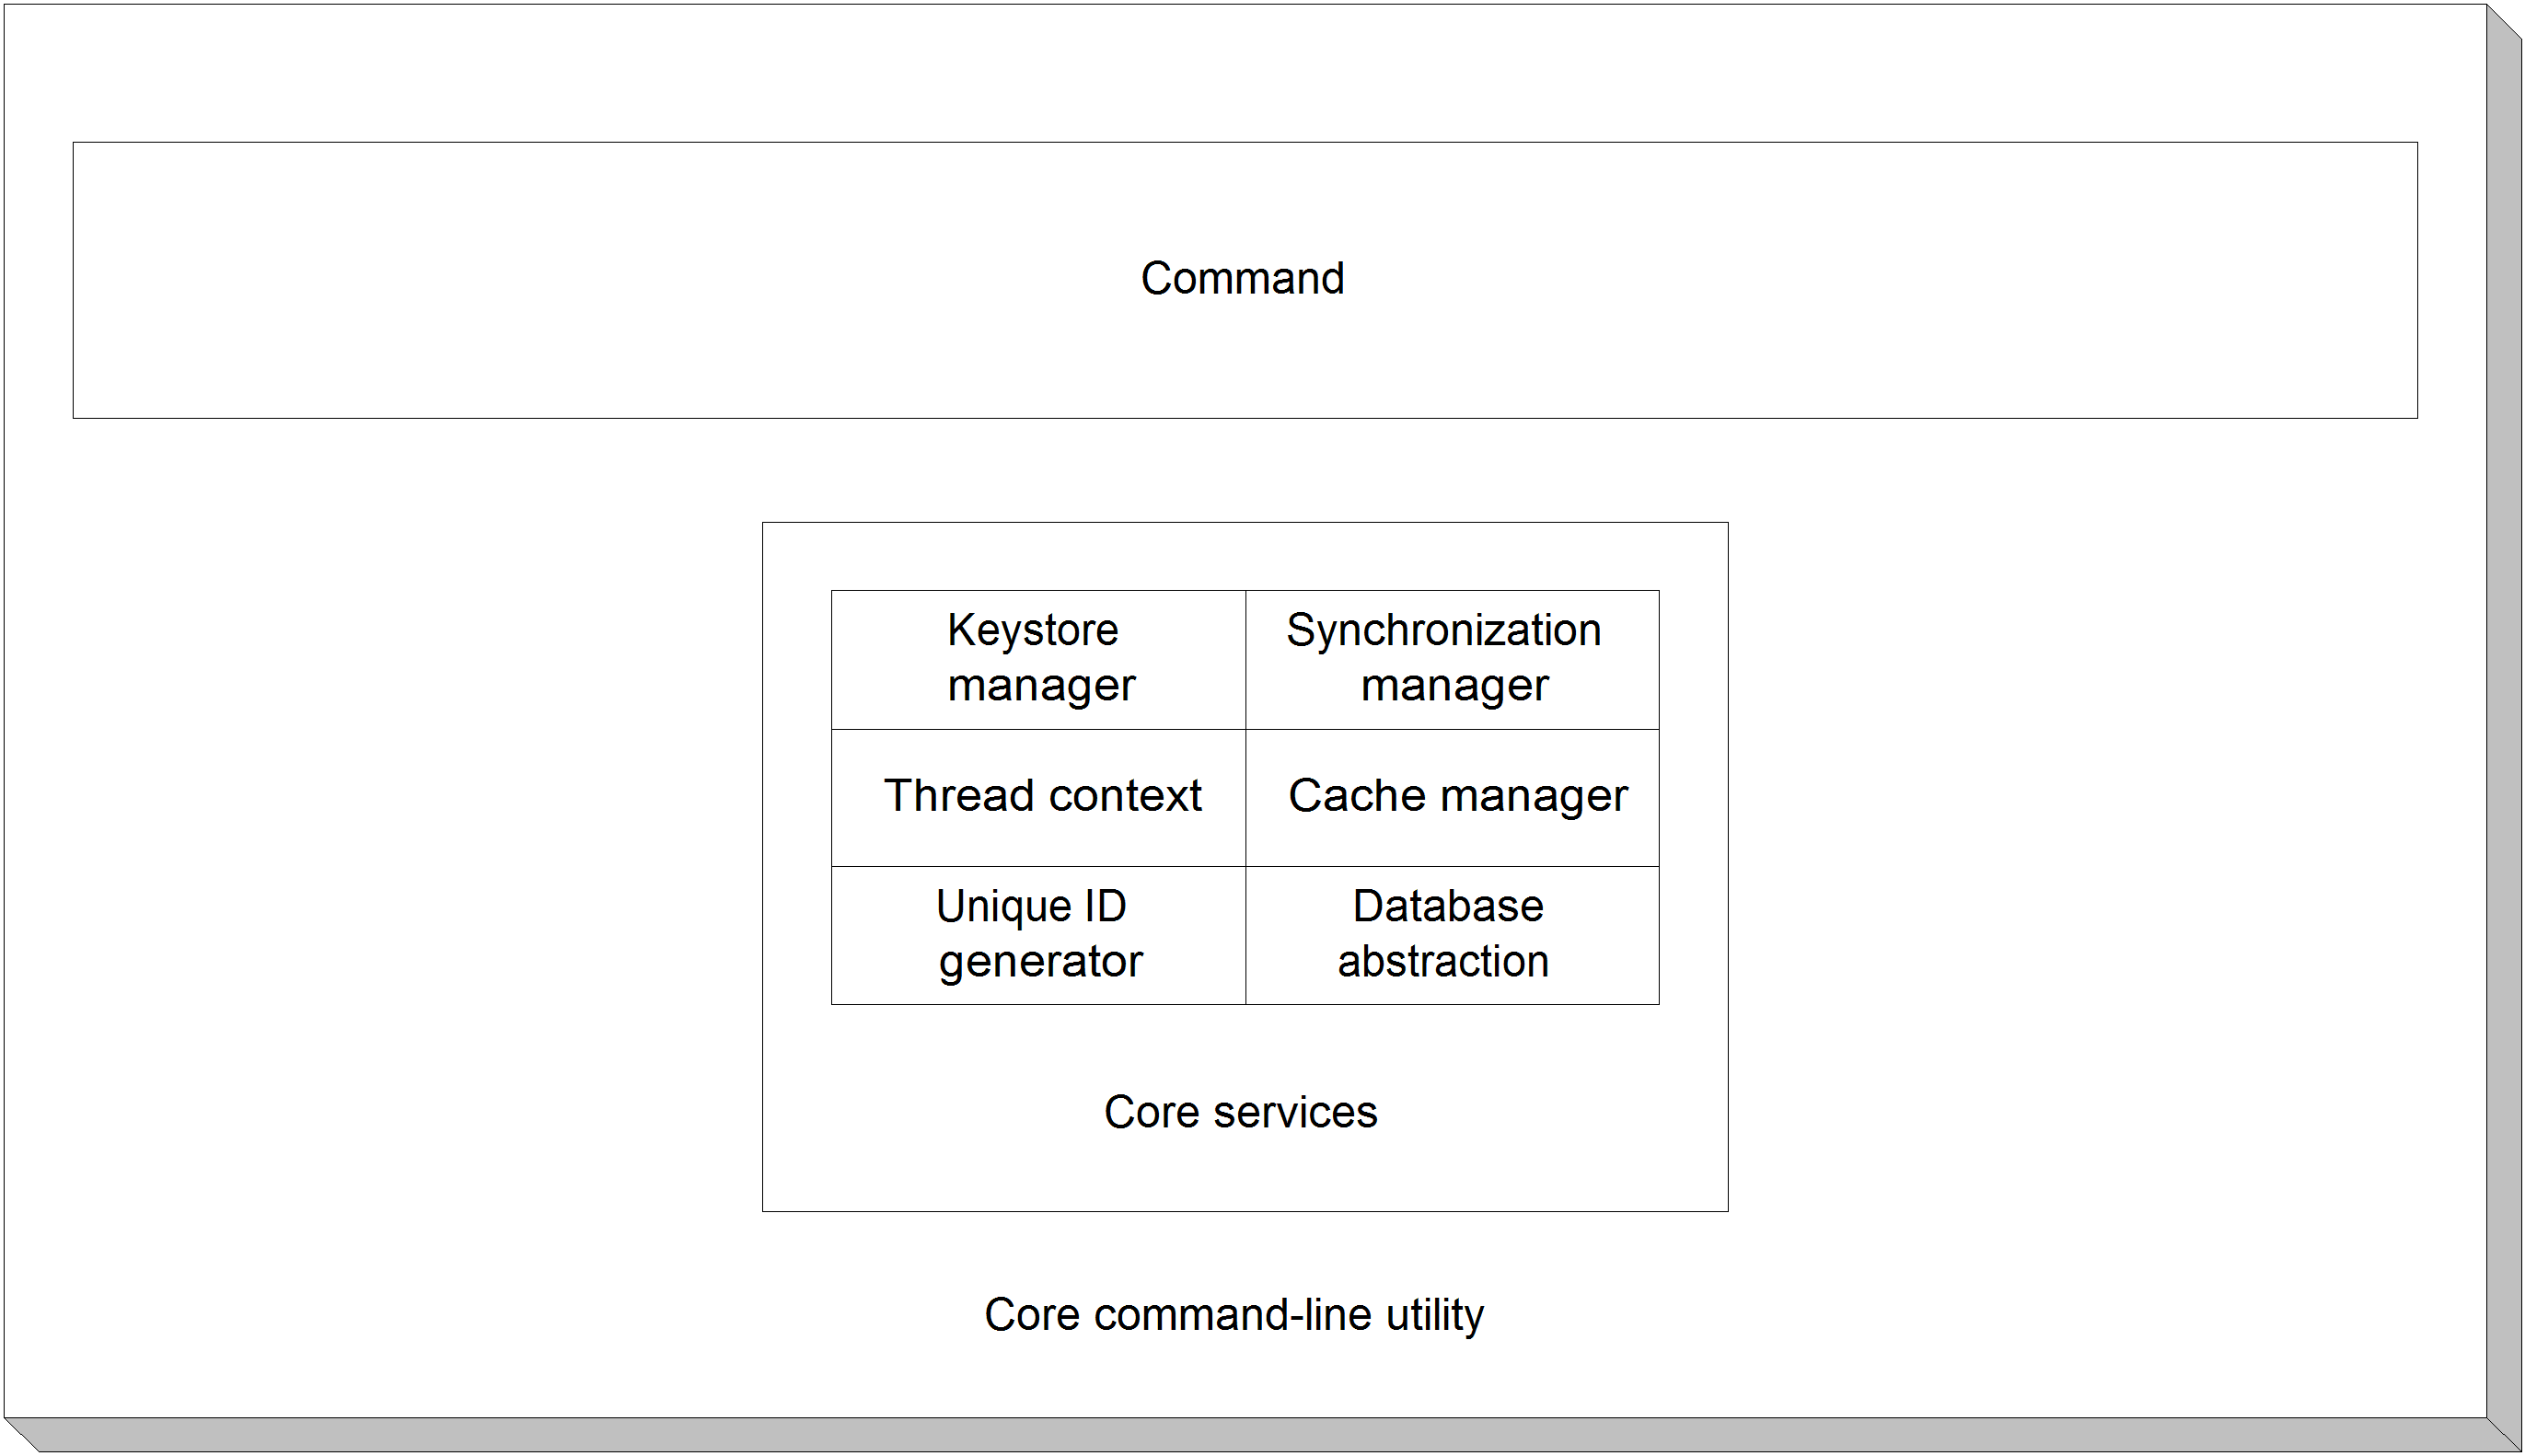 Command
Keystore
manager
Synchronization
manager
Thread context
Cache manager
Unique ID
generator
Database
abstraction
Core services
Core command-line utility